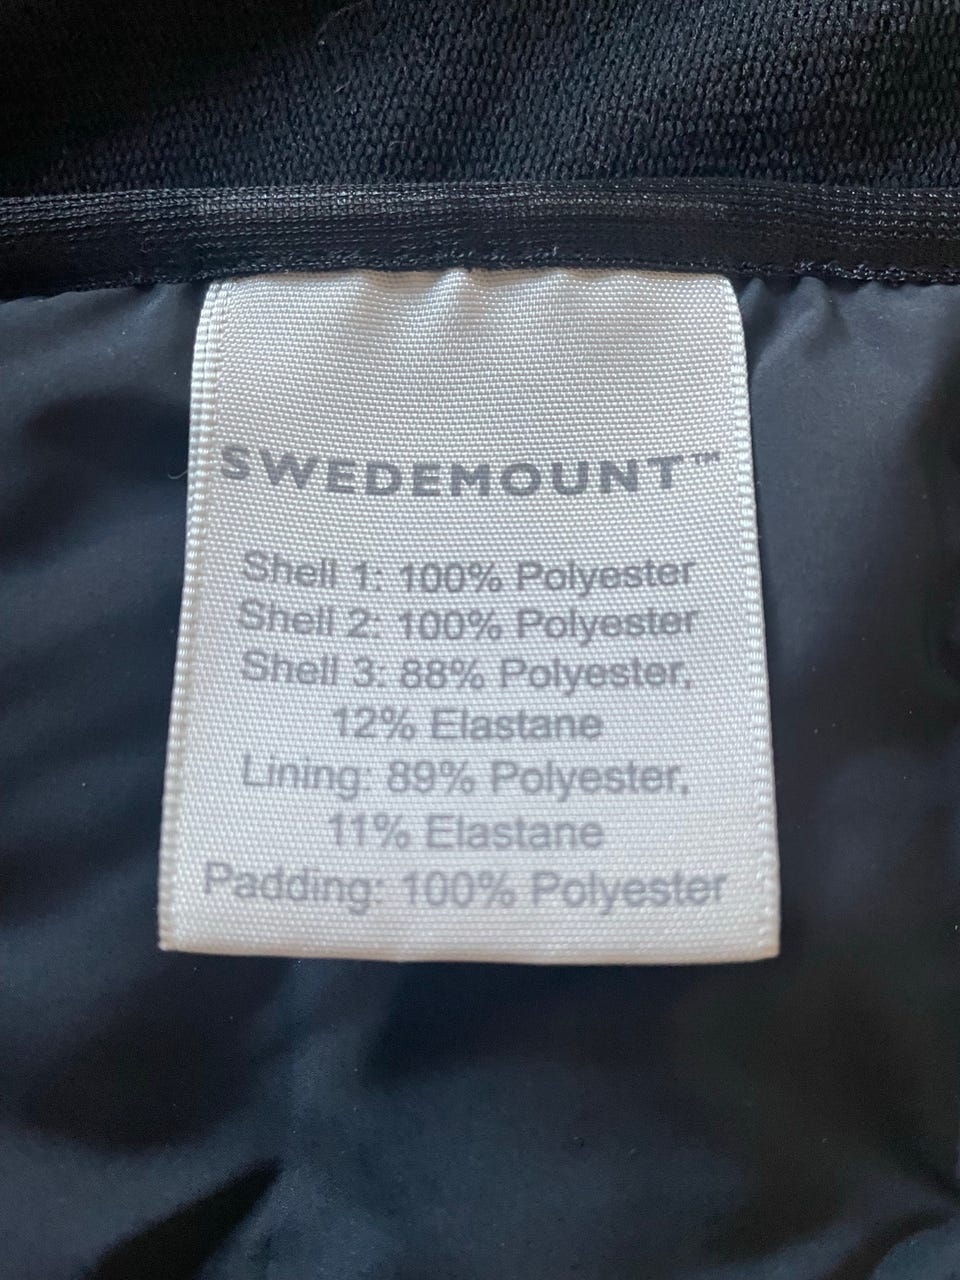 SWEDEMOUNT™
Shell 1: 100% Polyester
Shell 2: 100% Polyester
Shell 3: 88% Polyester,
12% Elastane
Lining: 89% Polyester,
11% Elastane
Padding: 100% Polyester